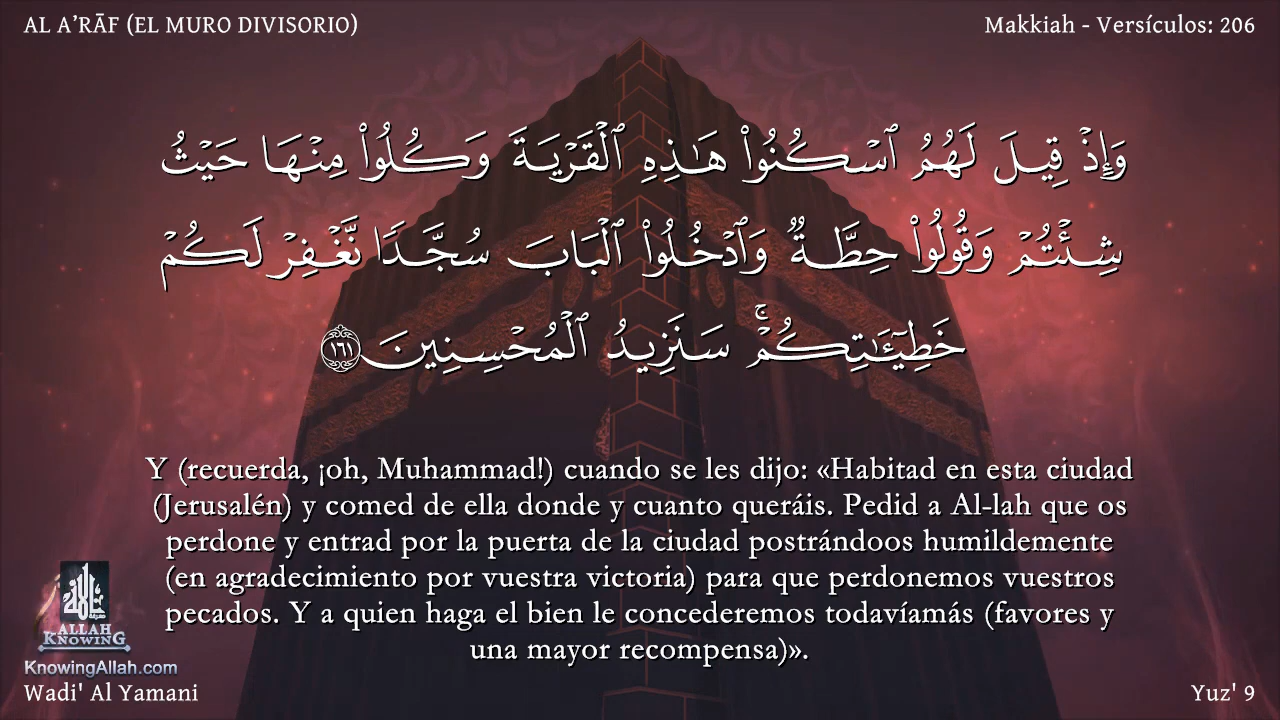 AL A’RĀF (EL MURO DIVISORIO)
Makkiah - Versículos: 206
وَإِذْ قِيلَ لَهُمُ ٱسْكُنُوا۟ هَـٰذِهِ ٱلْقَرْيَةَ وَكُلُوا۟ مِنْهَا حَيْثُ
شِئْتُمْ وَقُولُوا۟ حِطَّةٌ وَٱدْخُلُوا۟ ٱلْبَابَ سُجَّدًا نَّغْفِرْ لَكُمْ
خَطِيٓـَٔـٰتِكُمْ ۚ سَنَزِيدُ ٱلْمُحْسِنِينَ ١٦١
Y (recuerda, ¡oh, Muhammad!) cuando se les dijo: «Habitad en esta ciudad
(Jerusalén) y comed de ella donde y cuanto queráis. Pedid a Al-lah que os
perdone y entrad por la puerta de la ciudad postrándoos humildemente
(en agradecimiento por vuestra victoria) para que perdonemos vuestros
pecados. Y a quien haga el bien le concederemos todavíamás (favores y
una mayor recompensa)».
ALLAH
KNOWING
KnowingAllah.com
Wadi' Al Yamani
Yuz' 9